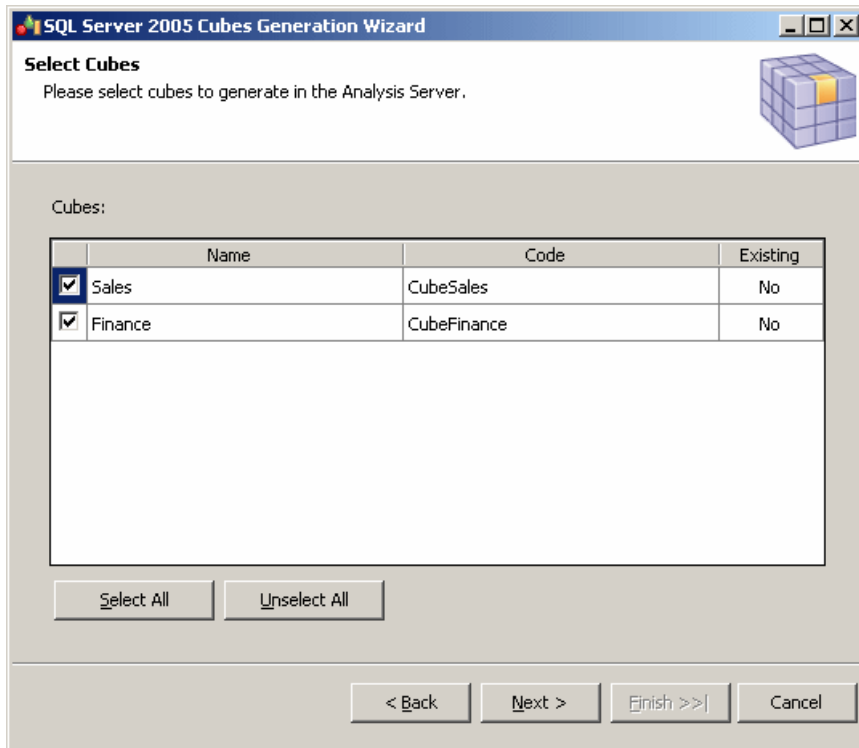 SQL Server 2005 Cubes Generation Wizard
Select Cubes
Please select cubes to generate in the Analysis Server.
Cubes:
Name Code Existing
Sales CubeSales No
Finance CubeFinance No
Select All Unselect All
< Back Next > Finish >>| Cancel